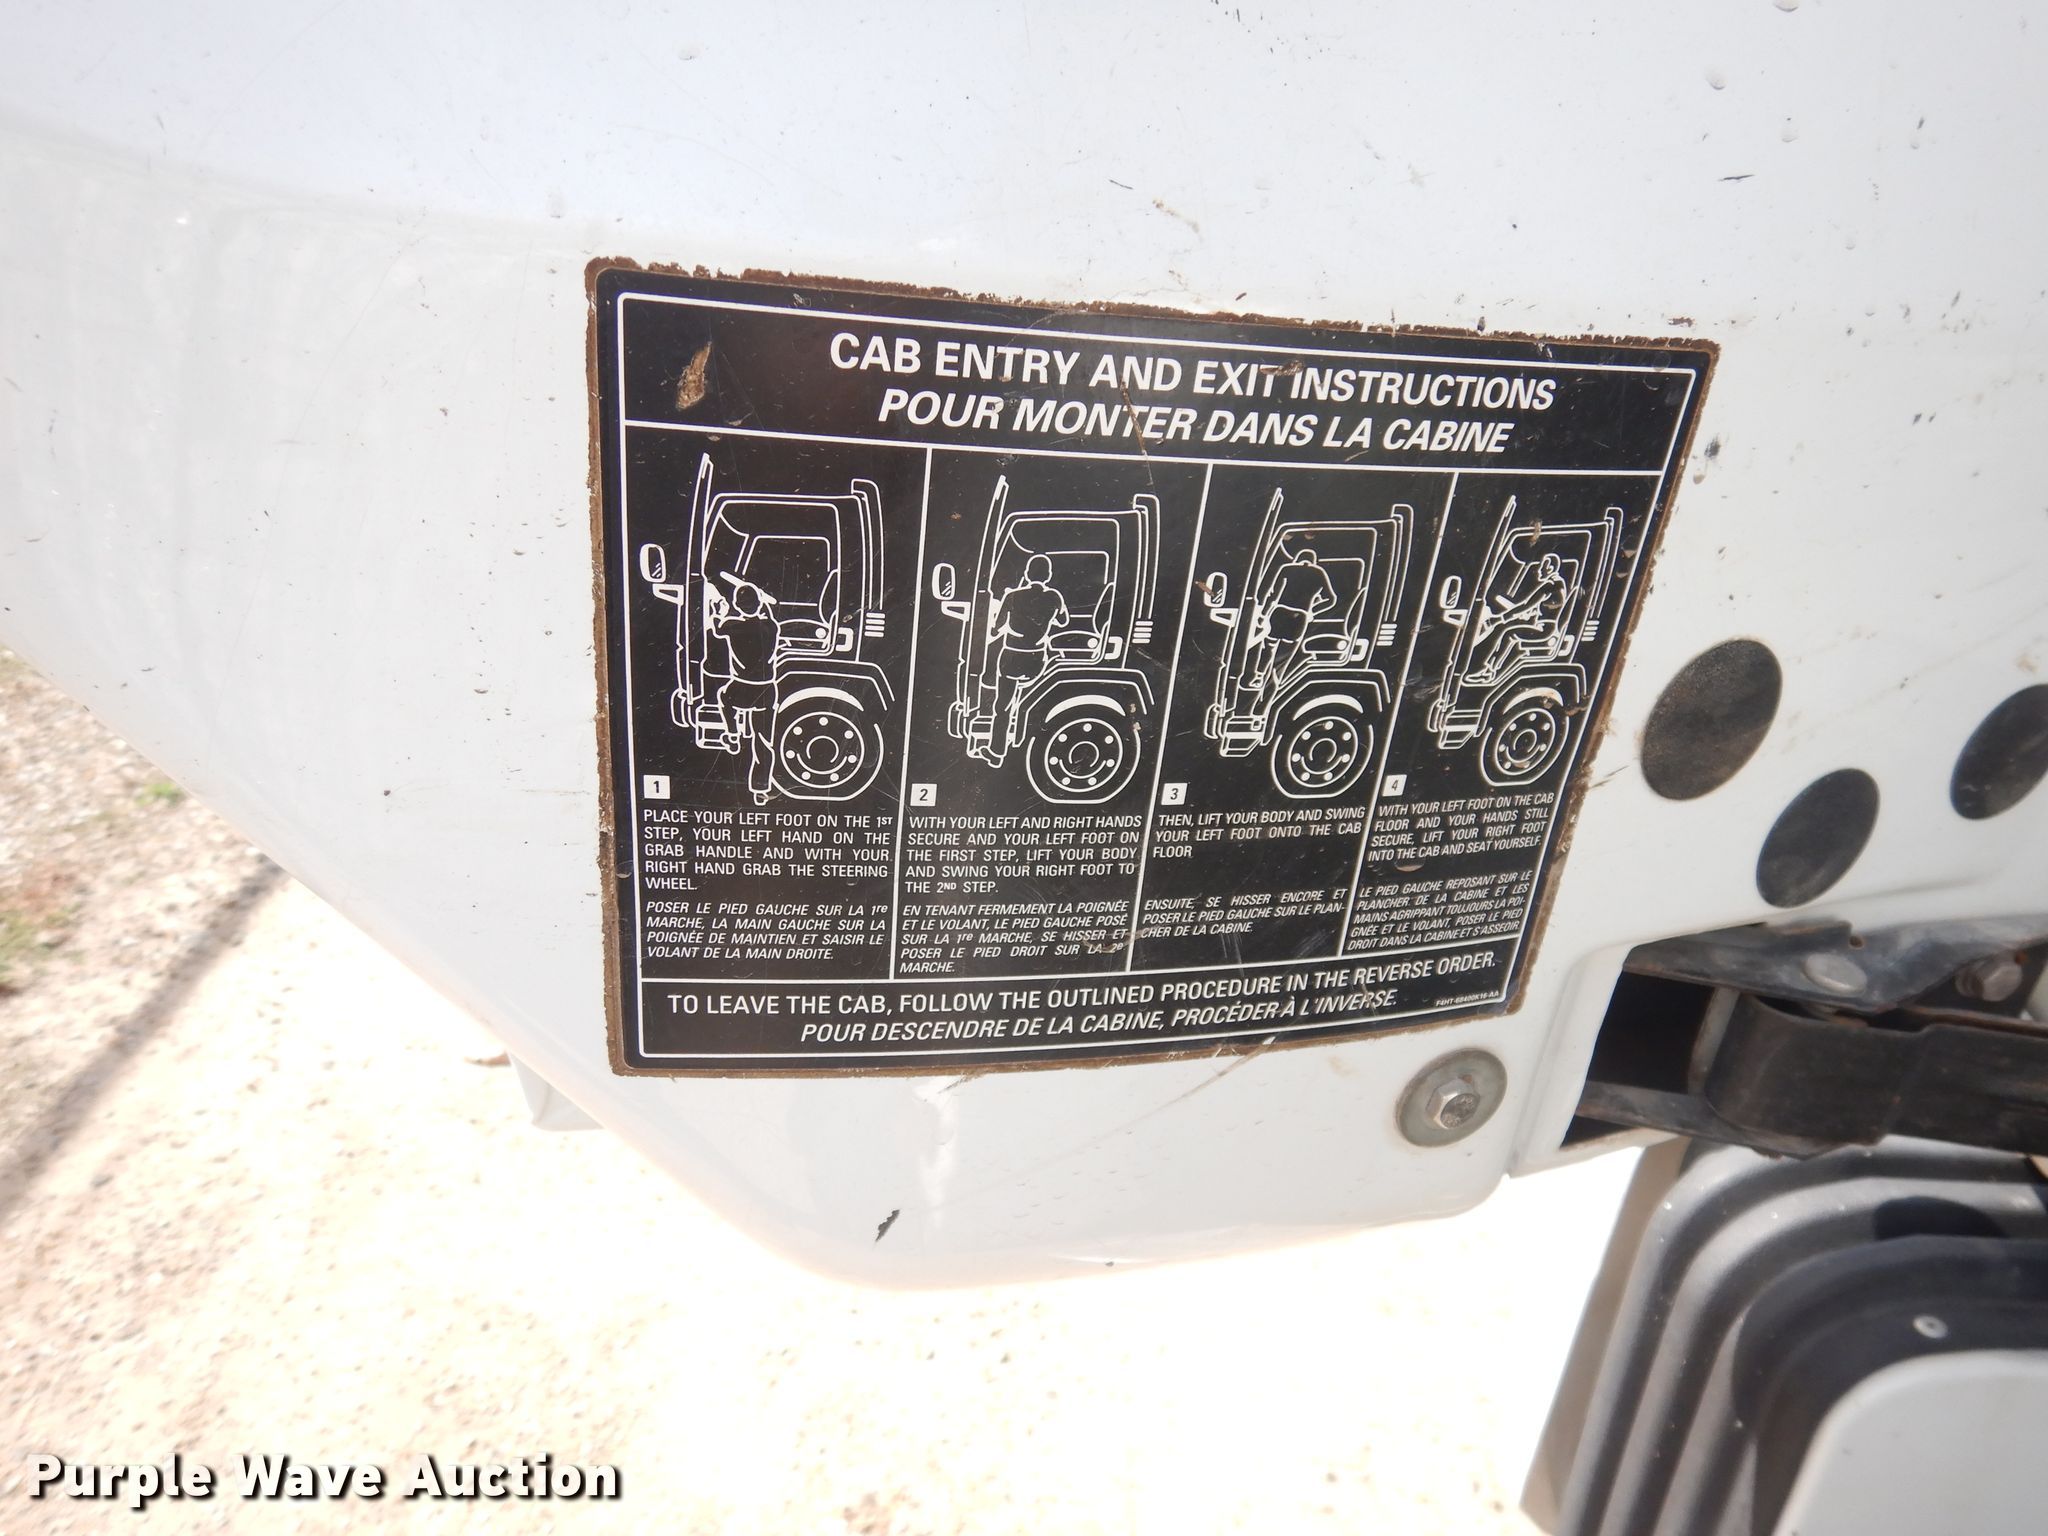 CAB ENTRY AND EXIT INSTRUCTIONS
POUR MONTER DANS LA CABINE
1
PLACE YOUR LEFT FOOT ON THE 1ST
STEP, YOUR LEFT HAND ON THE
GRAB HANDLE AND WITH YOUR
RIGHT HAND GRAB THE STEERING
WHEEL.
POSER LE PIED GAUCHE SUR LA 1re
MARCHE, LA MAIN GAUCHE SUR LA
POIGNÉE DE MAINTIEN ET SAISIR LE
VOLANT DE LA MAIN DROITE.
2
WITH YOUR LEFT AND RIGHT HANDS
SECURE AND YOUR LEFT FOOT ON
THE FIRST STEP, LIFT YOUR BODY
AND SWING YOUR RIGHT FOOT TO
THE 2ND STEP.
EN TENANT FERMEMENT LA POIGNÉE
ET LE VOLANT, LE PIED GAUCHE POSÉ
SUR LA 1re MARCHE, SE HISSER ET
POSER LE PIED DROIT SUR LA 2e
MARCHE.
3
THEN, LIFT YOUR BODY AND SWING
YOUR LEFT FOOT ONTO THE CAB
FLOOR
ENSUITE, SE HISSER ENCORE ET
POSER LE PIED GAUCHE SUR LE PLAN-
CHER DE LA CABINE.
4
WITH YOUR LEFT FOOT ON THE CAB
FLOOR AND YOUR HANDS STILL
SECURE, LIFT YOUR RIGHT FOOT
INTO THE CAB AND SEAT YOURSELF.
LE PIED GAUCHE REPOSANT SUR LE
PLANCHER DE LA CABINE ET LES
MAINS AGRIPPANT TOUJOURS LA POI-
GNÉE ET LE VOLANT, POSER LE PIED
DROIT DANS LA CABINE ET S'ASSEOIR
TO LEAVE THE CAB, FOLLOW THE OUTLINED PROCEDURE IN THE REVERSE ORDER.
POUR DESCENDRE DE LA CABINE, PROCÉDER À L'INVERSE.
F4HT-68400K16-AA
Purple Wave Auction